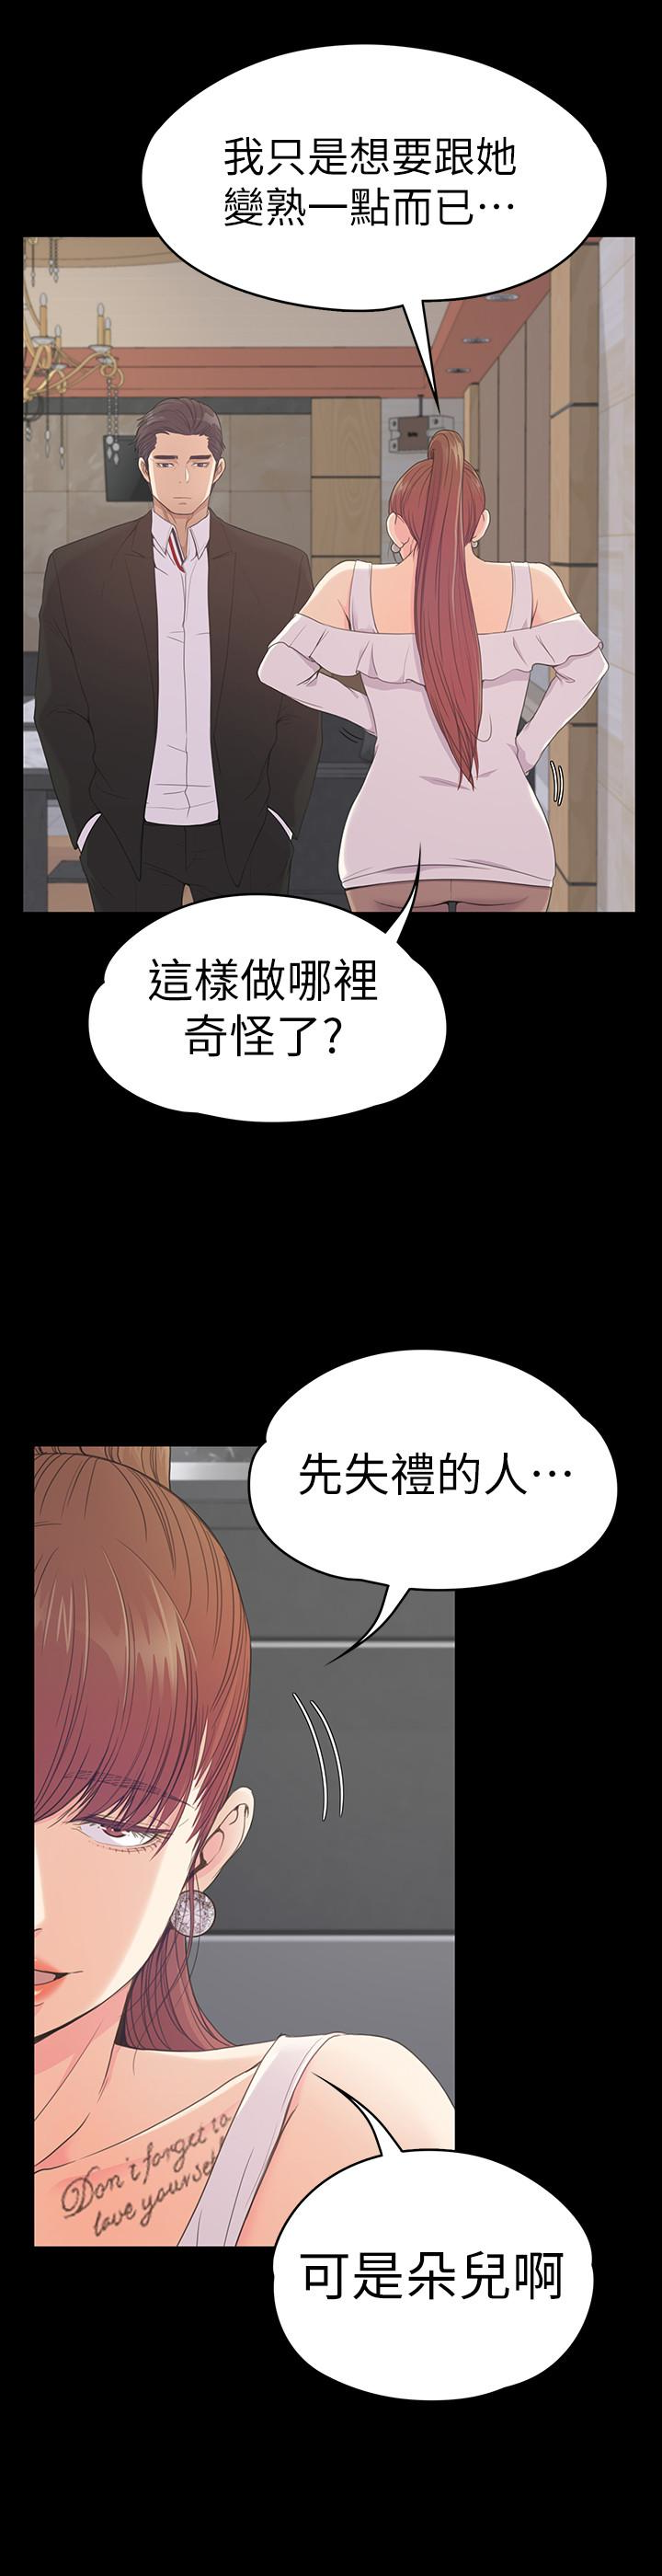 我只是想要跟她
變熟一點而已⋯
這樣做哪裡
奇怪了?
先失禮的人⋯
Don't forget to
love yourself
可是朵兒啊